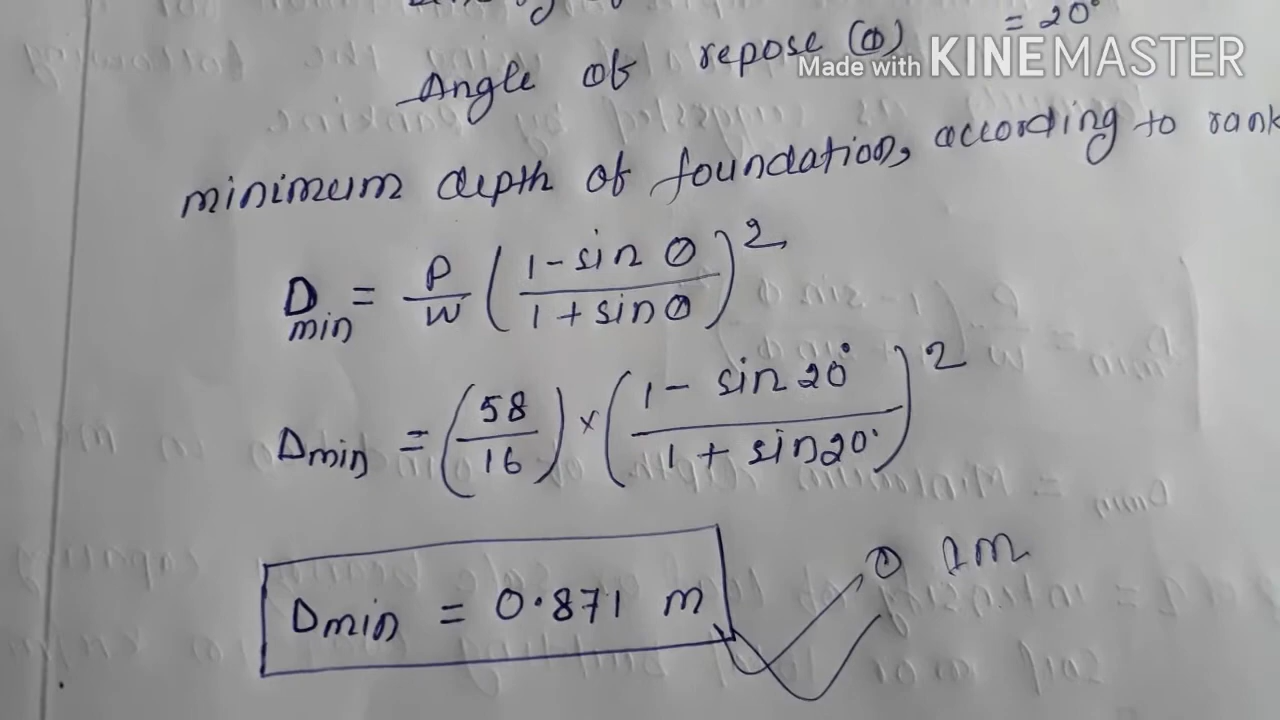 Angle of repose (Φ) = 20°
Made with KINEMASTER
minimum depth of foundation, according to rank
Dmin = P/W (1 - sin Φ / 1 + sin Φ)²
Dmin = (58/16) × (1 - sin 20° / 1 + sin 20°)²
Dmin = 0.871 m
1m